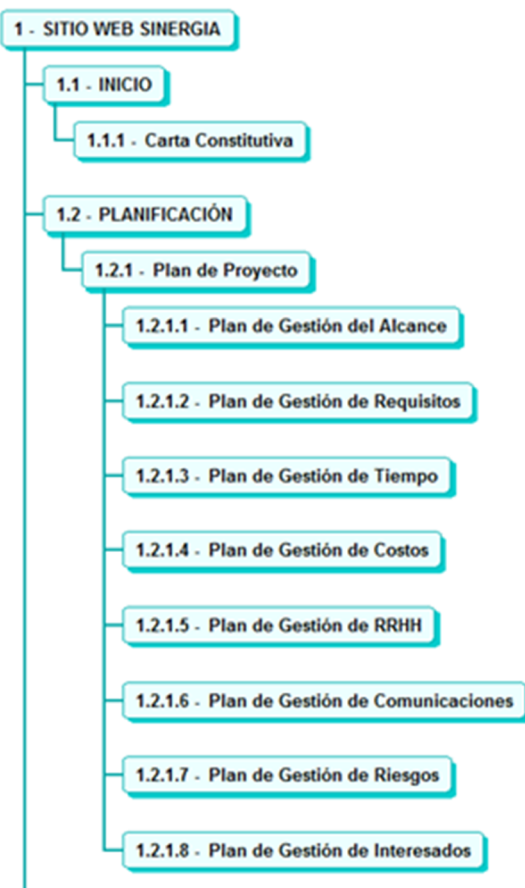 1 - SITIO WEB SINERGIA
1.1 - INICIO
1.1.1 - Carta Constitutiva
1.2 - PLANIFICACIÓN
1.2.1 - Plan de Proyecto
1.2.1.1 - Plan de Gestión del Alcance
1.2.1.2 - Plan de Gestión de Requisitos
1.2.1.3 - Plan de Gestión de Tiempo
1.2.1.4 - Plan de Gestión de Costos
1.2.1.5 - Plan de Gestión de RRHH
1.2.1.6 - Plan de Gestión de Comunicaciones
1.2.1.7 - Plan de Gestión de Riesgos
1.2.1.8 - Plan de Gestión de Interesados